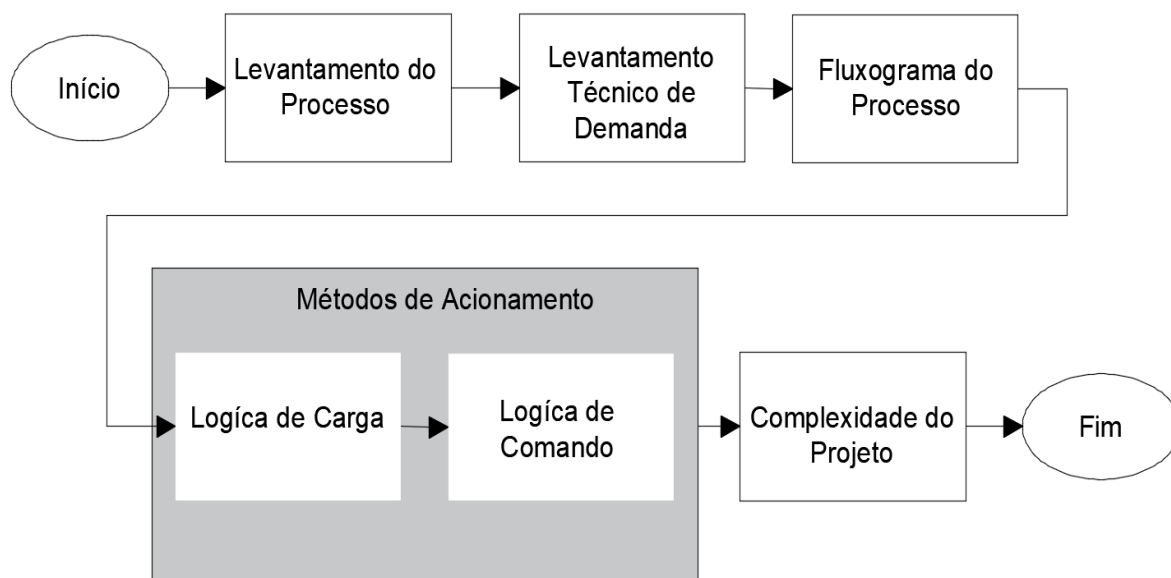 Início
Levantamento do
Processo
Levantamento
Técnico de
Demanda
Fluxograma do
Processo
Métodos de Acionamento
Logíca de Carga
Logíca de
Comando
Complexidade do
Projeto
Fim